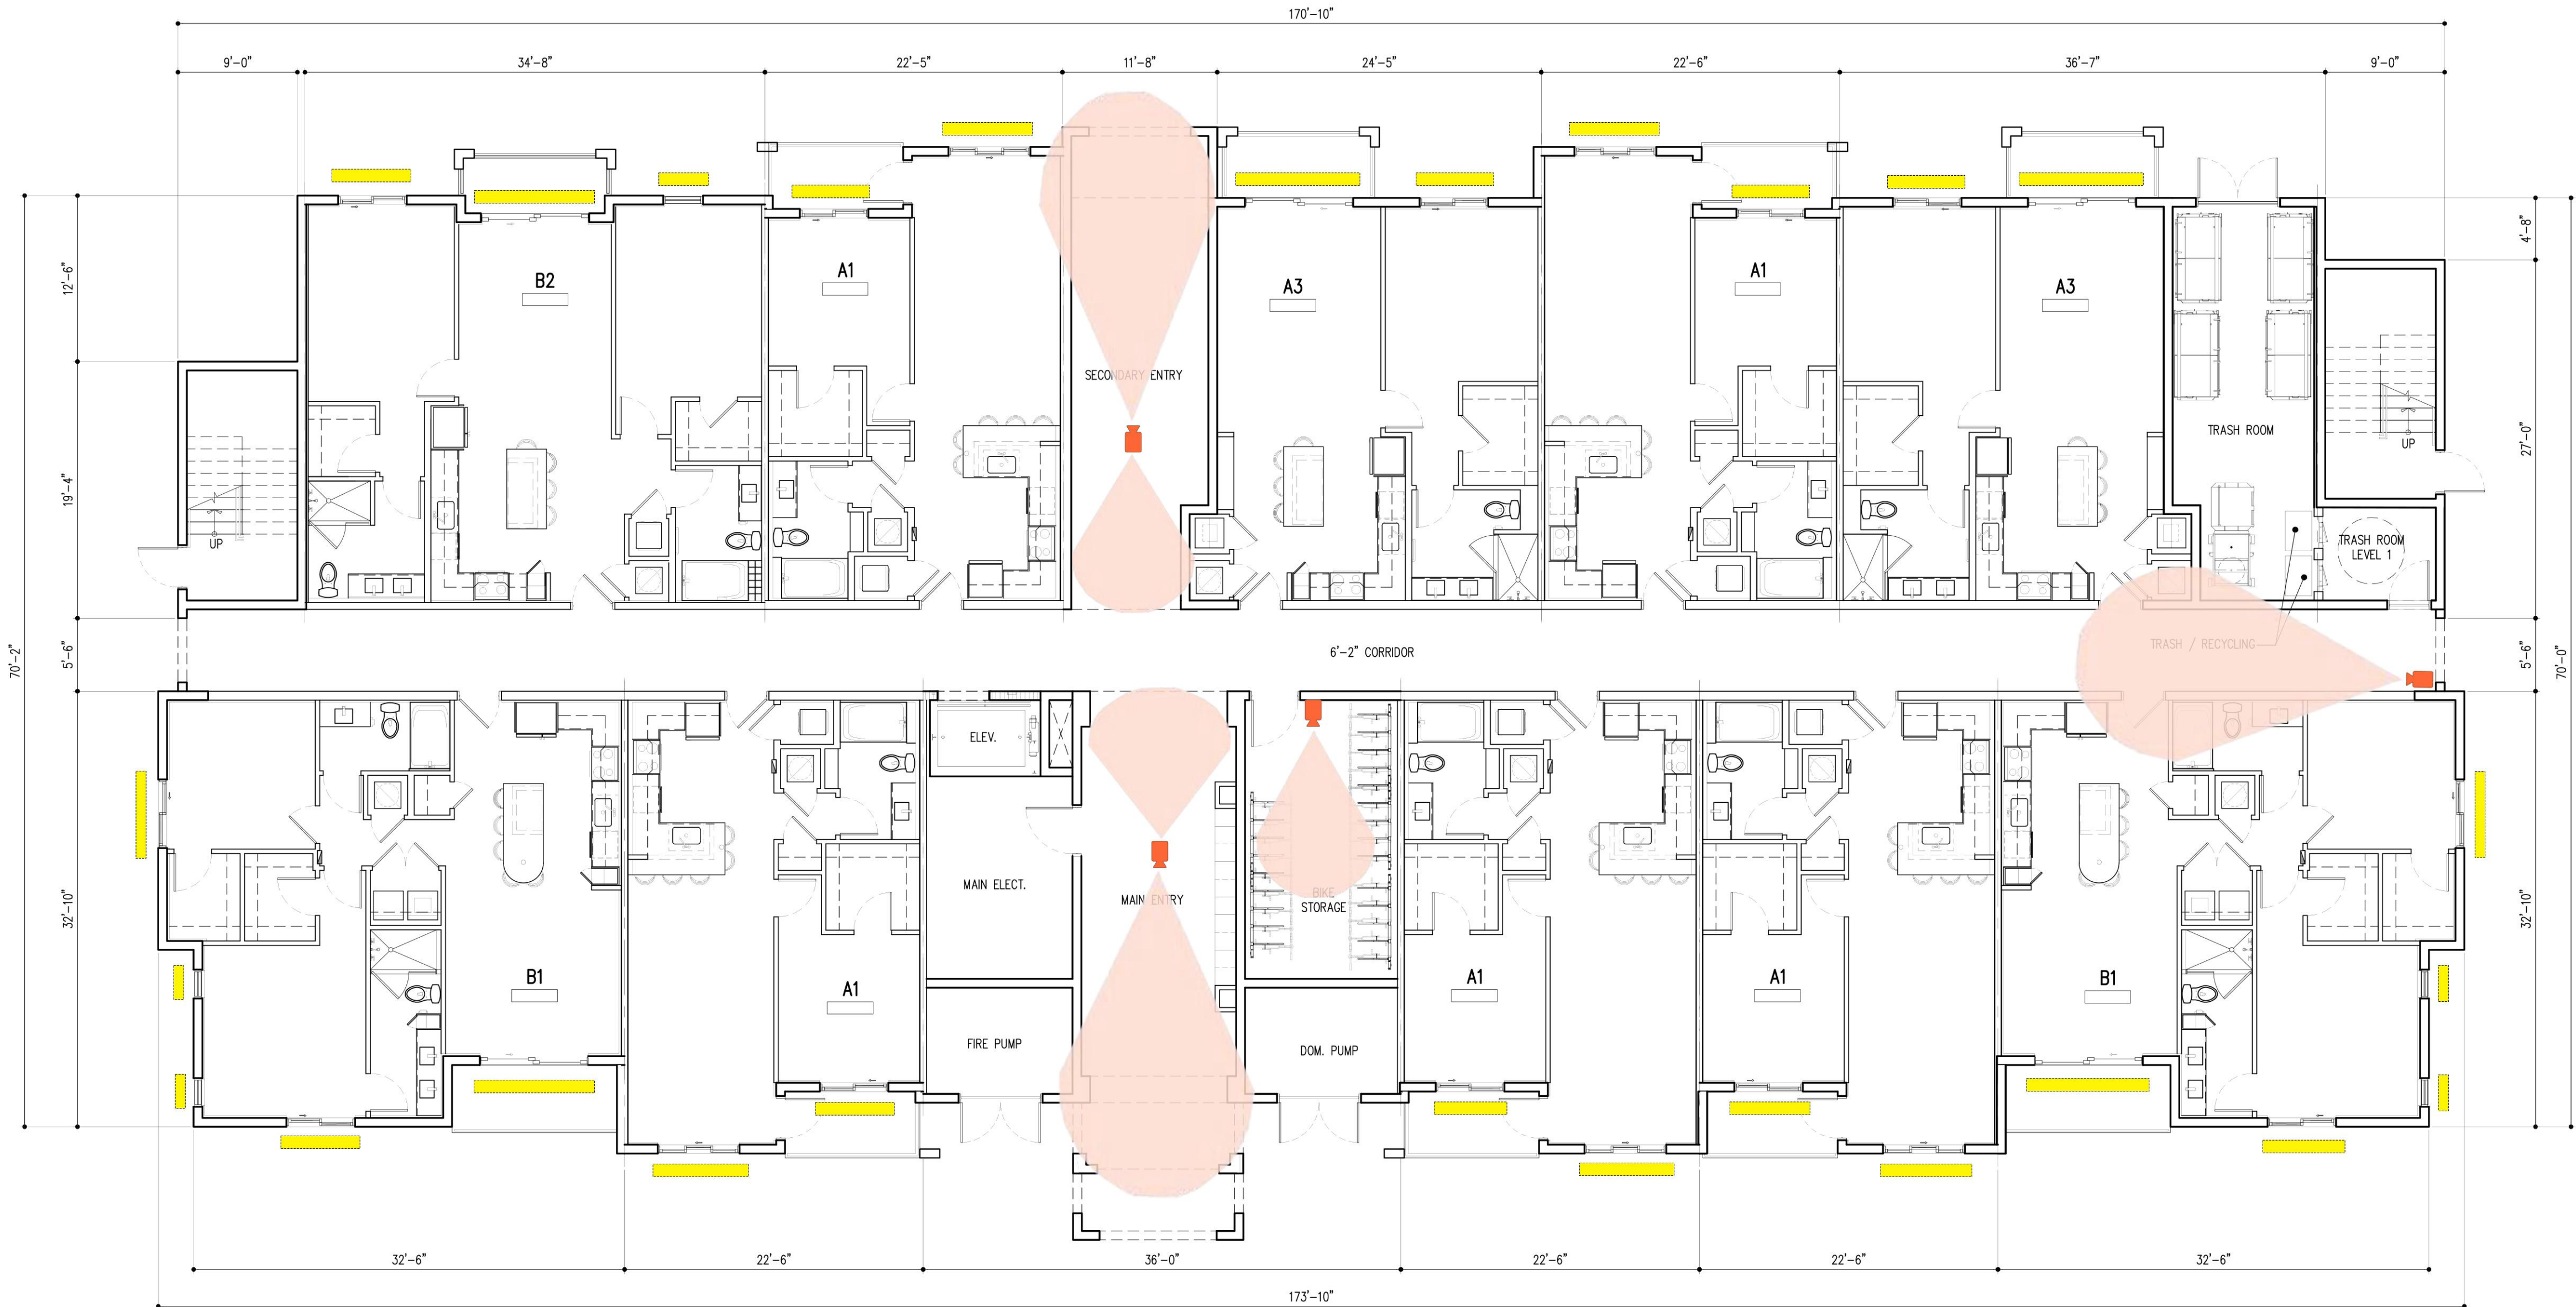 170'-10"
9'-0"
34'-8"
22'-5"
11'-8"
24'-5"
22'-6"
36'-7"
9'-0"
4'-8"
12'-6"
B2
A1
A3
A1
A3
SECONDARY ENTRY
TRASH ROOM
UP
27'-0"
19'-4"
UP
TRASH ROOM
LEVEL 1
70'-2"
5'-6"
6'-2" CORRIDOR
TRASH / RECYCLING
5'-6"
70'-0"
ELEV.
MAIN ELECT.
MAIN ENTRY
BIKE
STORAGE
32'-10"
32'-10"
B1
A1
A1
A1
B1
FIRE PUMP
DOM. PUMP
32'-6"
22'-6"
36'-0"
22'-6"
22'-6"
32'-6"
173'-10"